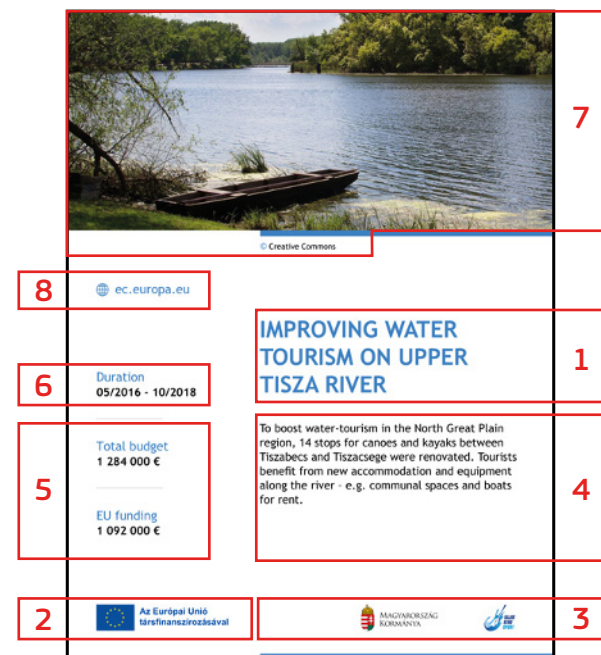 7
© Creative Commons
8
ec.europa.eu
IMPROVING WATER
TOURISM ON UPPER
TISZA RIVER
1
6
Duration
05/2016 - 10/2018
To boost water-tourism in the North Great Plain
region, 14 stops for canoes and kayaks between
Tiszabecs and Tiszacsege were renovated. Tourists
benefit from new accommodation and equipment
along the river - e.g. communal spaces and boats
for rent.
4
5
Total budget
1 284 000 €
EU funding
1 092 000 €
2
Az Európai Unió
társfinanszírozásával
MAGYARORSZÁG
KORMÁNYA
3